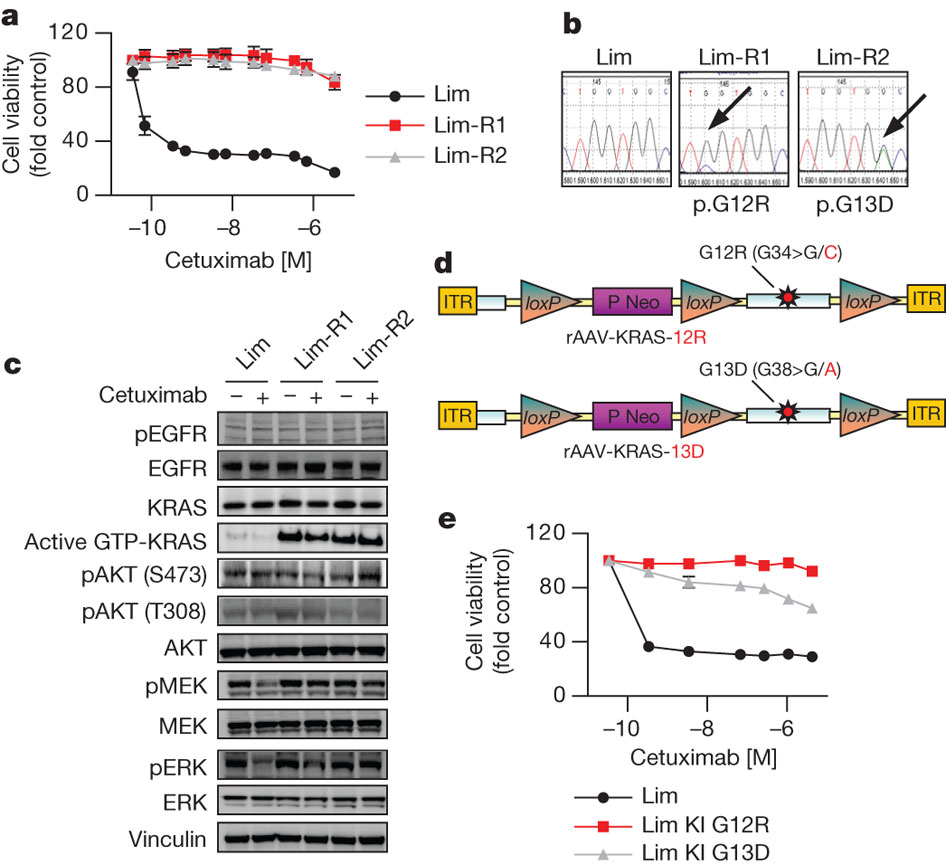 a
120
80
40
0
Cell viability
(fold control)
−10
−8
−6
Cetuximab [M]
Lim
Lim-R1
Lim-R2
b
Lim
Lim-R1
Lim-R2
145
145
145
p.G12R
p.G13D
c
Lim
Lim-R1
Lim-R2
Cetuximab − + − + − +
pEGFR
EGFR
KRAS
Active GTP-KRAS
pAKT (S473)
pAKT (T308)
AKT
pMEK
MEK
pERK
ERK
Vinculin
d
G12R (G34>G/C)
ITR loxP P Neo loxP loxP ITR
rAAV-KRAS-12R
G13D (G38>G/A)
ITR loxP P Neo loxP loxP ITR
rAAV-KRAS-13D
e
120
80
40
0
Cell viability
(fold control)
−10
−8
−6
Cetuximab [M]
Lim
Lim KI G12R
Lim KI G13D